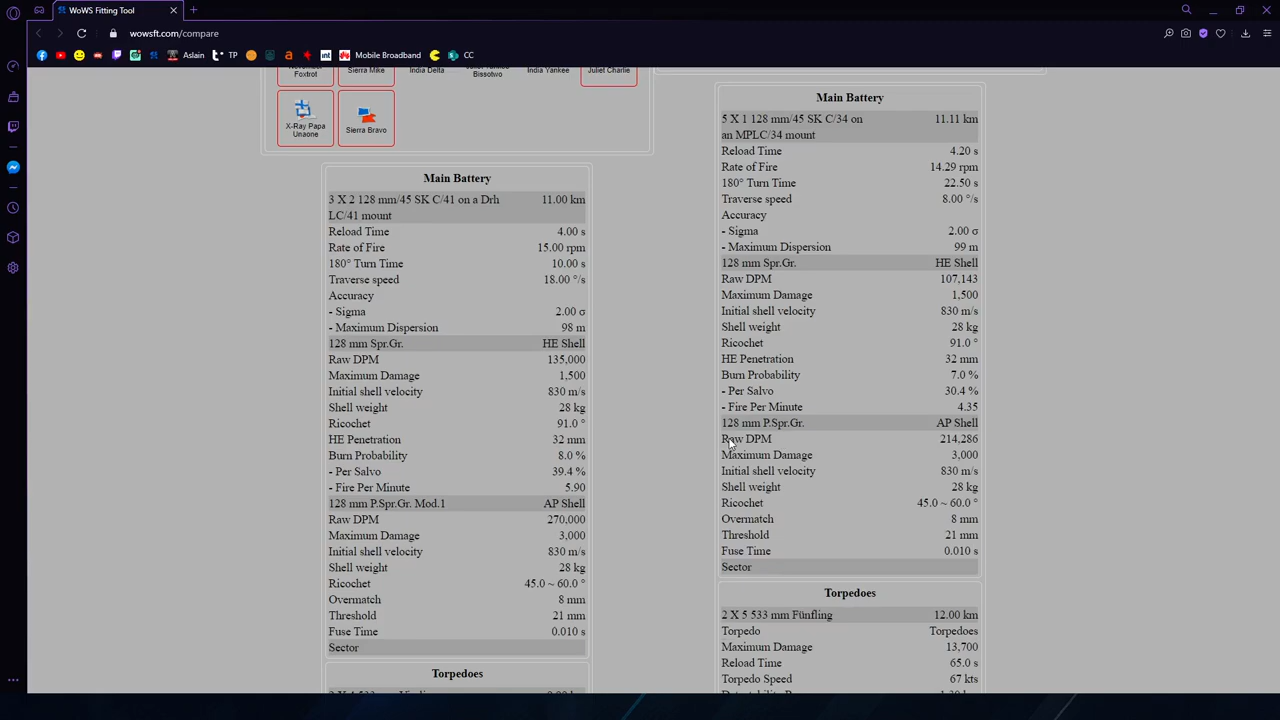 WoWS Fitting Tool
wowsft.com/compare
Aslain
TP
int
Mobile Broadband
CC
Foxtrot
Sierra Mike
India Delta
Bissotwo
India Yankee
Juliet Charlie
X-Ray Papa
Unaone
Sierra Bravo
Main Battery
3 X 2 128 mm/45 SK C/41 on a Drh 11.00 km
LC/41 mount
Reload Time 4.00 s
Rate of Fire 15.00 rpm
180° Turn Time 10.00 s
Traverse speed 18.00 °/s
Accuracy
- Sigma 2.00 σ
- Maximum Dispersion 98 m
128 mm Spr.Gr. HE Shell
Raw DPM 135,000
Maximum Damage 1,500
Initial shell velocity 830 m/s
Shell weight 28 kg
Ricochet 91.0 °
HE Penetration 32 mm
Burn Probability 8.0 %
- Per Salvo 39.4 %
- Fire Per Minute 5.90
128 mm P.Spr.Gr. Mod.1 AP Shell
Raw DPM 270,000
Maximum Damage 3,000
Initial shell velocity 830 m/s
Shell weight 28 kg
Ricochet 45.0 ~ 60.0 °
Overmatch 8 mm
Threshold 21 mm
Fuse Time 0.010 s
Sector
Torpedoes
Main Battery
5 X 1 128 mm/45 SK C/34 on 11.11 km
an MPLC/34 mount
Reload Time 4.20 s
Rate of Fire 14.29 rpm
180° Turn Time 22.50 s
Traverse speed 8.00 °/s
Accuracy
- Sigma 2.00 σ
- Maximum Dispersion 99 m
128 mm Spr.Gr. HE Shell
Raw DPM 107,143
Maximum Damage 1,500
Initial shell velocity 830 m/s
Shell weight 28 kg
Ricochet 91.0 °
HE Penetration 32 mm
Burn Probability 7.0 %
- Per Salvo 30.4 %
- Fire Per Minute 4.35
128 mm P.Spr.Gr. AP Shell
Raw DPM 214,286
Maximum Damage 3,000
Initial shell velocity 830 m/s
Shell weight 28 kg
Ricochet 45.0 ~ 60.0 °
Overmatch 8 mm
Threshold 21 mm
Fuse Time 0.010 s
Sector
Torpedoes
2 X 5 533 mm Fünfling 12.00 km
Torpedo Torpedoes
Maximum Damage 13,700
Reload Time 65.0 s
Torpedo Speed 67 kts